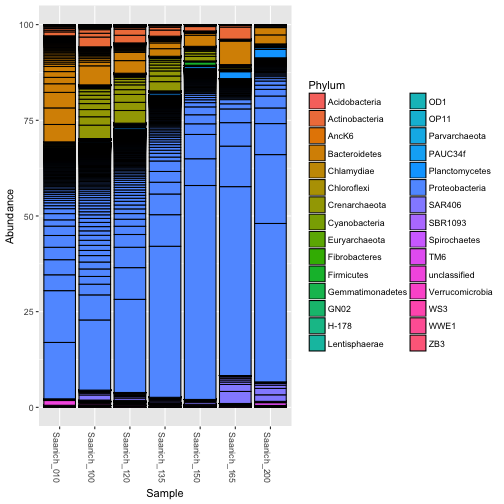 100
75
50
25
0
Abundance
Saanich_010
Saanich_100
Saanich_120
Saanich_135
Saanich_150
Saanich_165
Saanich_200
Sample
Phylum
Acidobacteria
Actinobacteria
AncK6
Bacteroidetes
Chlamydiae
Chloroflexi
Crenarchaeota
Cyanobacteria
Euryarchaeota
Fibrobacteres
Firmicutes
Gemmatimonadetes
GN02
H-178
Lentisphaerae
OD1
OP11
Parvarchaeota
PAUC34f
Planctomycetes
Proteobacteria
SAR406
SBR1093
Spirochaetes
TM6
unclassified
Verrucomicrobia
WS3
WWE1
ZB3